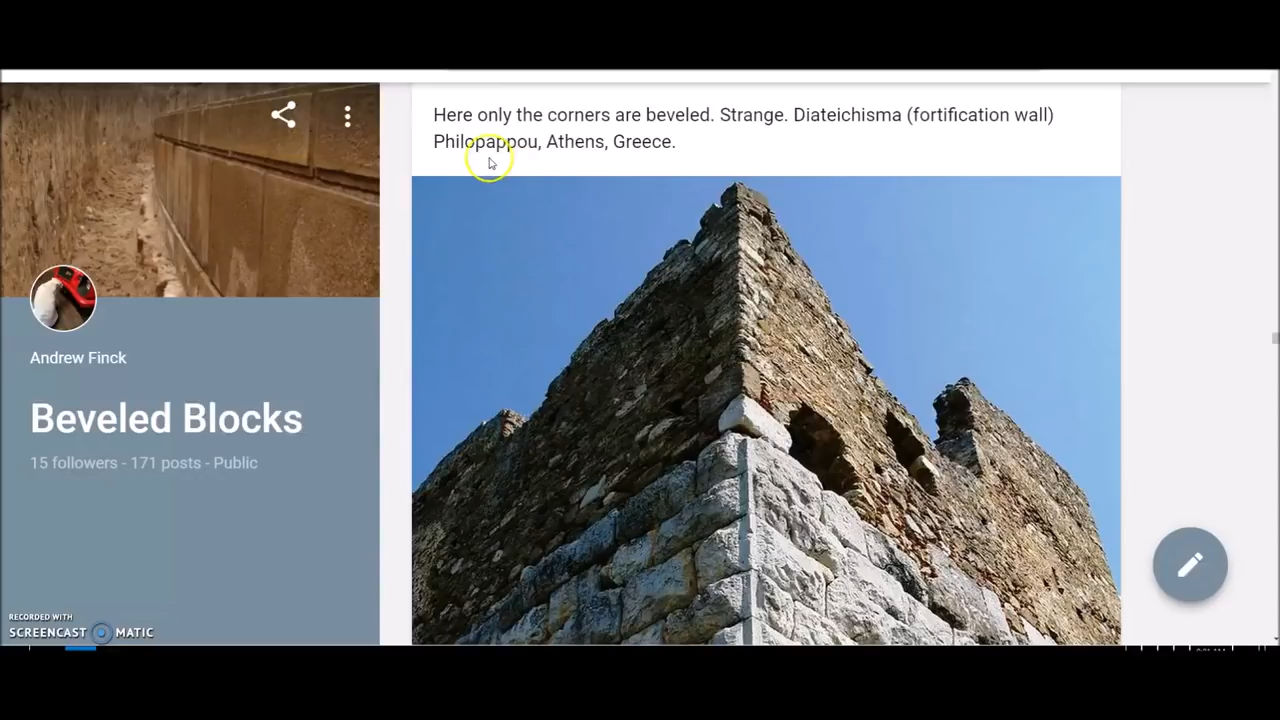 Here only the corners are beveled. Strange. Diateichisma (fortification wall)
Philopappou, Athens, Greece.
Andrew Finck
Beveled Blocks
15 followers - 171 posts - Public
RECORDED WITH
SCREENCAST MATIC